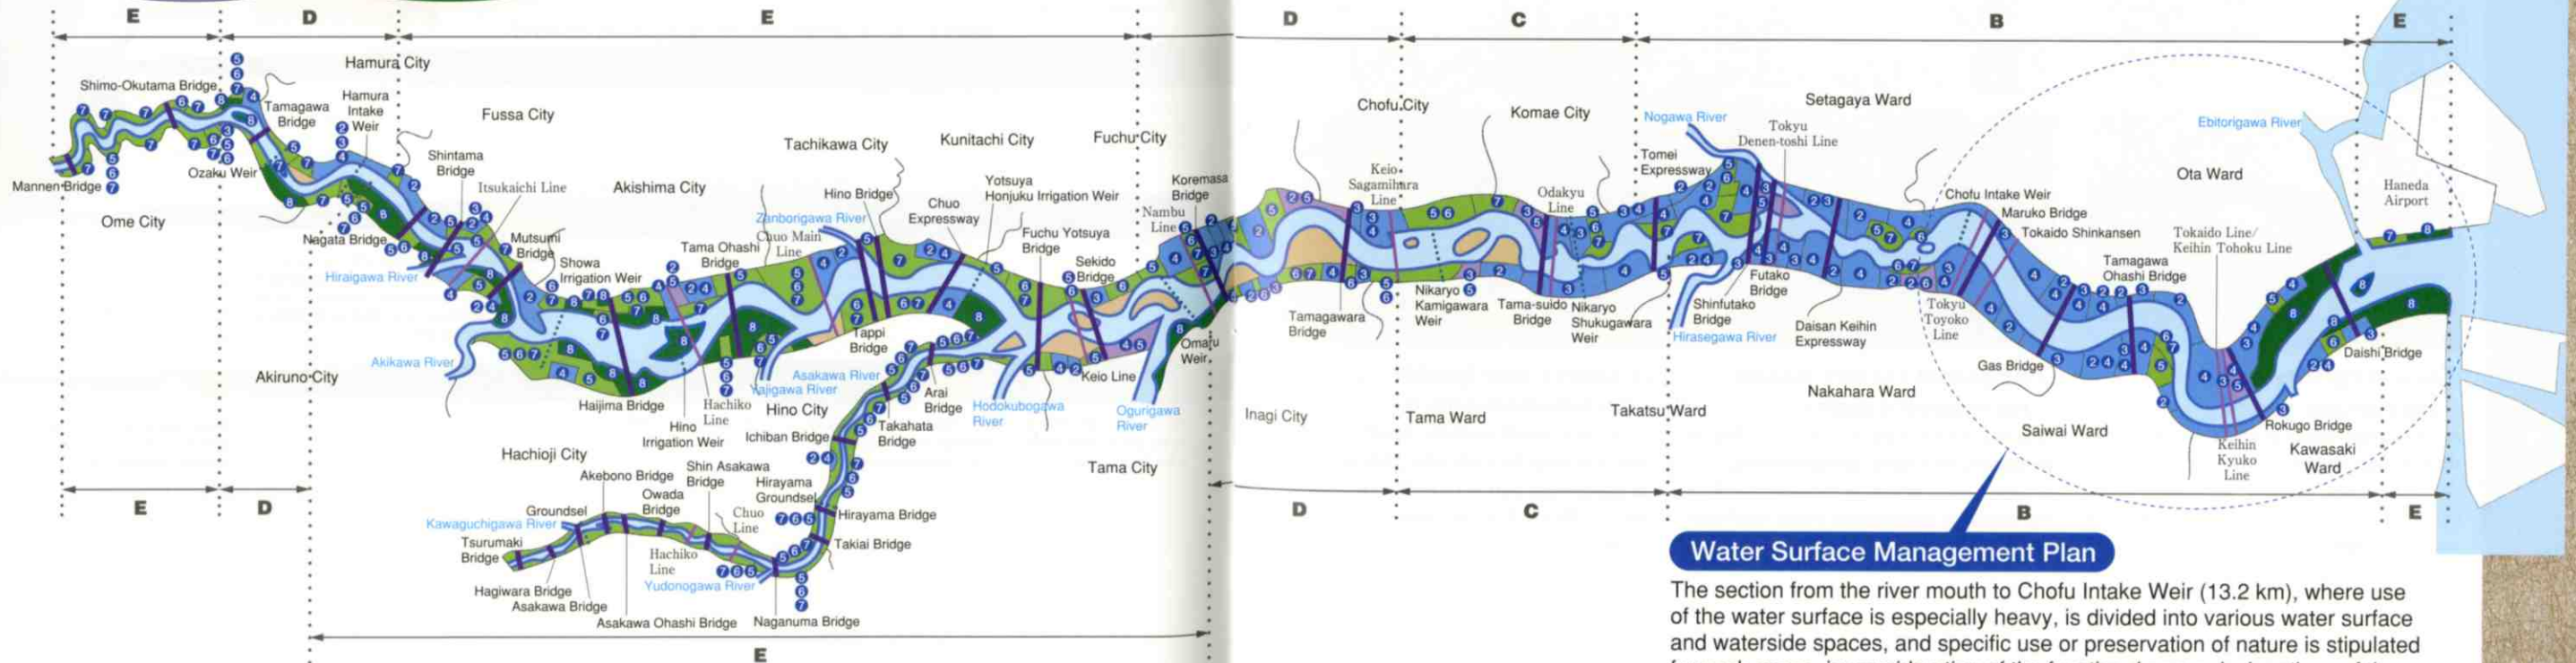 E
D
E
D
C
B
E
Shimo-Okutama Bridge
Hamura City
Tamagawa
Bridge
Hamura
Intake
Weir
Fussa City
Shintama
Bridge
Itsukaichi Line
Akishima City
Tachikawa City
Kunitachi City
Fuchu City
Mannen Bridge
Ozaku Weir
Ome City
Nagata Bridge
Hiraigawa River
Mutsumi
Bridge
Showa
Irrigation Weir
Tama Ohashi
Bridge
Zanborigawa River
Chuo Main
Line
Hino Bridge
Chuo
Expressway
Yotsuya
Honjuku Irrigation Weir
Fuchu Yotsuya
Bridge
Sekido
Bridge
Nambu
Line
Koremasa
Bridge
Akikawa River
Akiruno City
Haijima Bridge
Hachiko
Line
Hino
Irrigation Weir
Yajigawa River
Tappi
Bridge
Asakawa River
Hino City
Arai
Bridge
Hodokubogawa
River
Keio Line
Ogurigawa
River
Omaru
Weir
Ichiban Bridge
Takahata
Bridge
Tama City
Hachioji City
Akebono Bridge
Shin Asakawa
Bridge
Hirayama
Groundsel
Owada
Bridge
Groundsel
Kawaguchigawa River
Chuo
Line
Hirayama Bridge
Tsurumaki
Bridge
Hachiko
Line
Takiai Bridge
Yudonogawa River
Hagiwara Bridge
Asakawa Bridge
Asakawa Ohashi Bridge
Naganuma Bridge
E
D
E
Chofu City
Komae City
Setagaya Ward
Nogawa River
Tokyu
Denen-toshi Line
Ebitorigawa River
Keio
Sagamihara
Line
Odakyu
Line
Tomei
Expressway
Chofu Intake Weir
Maruko Bridge
Tokaido Shinkansen
Ota Ward
Haneda
Airport
Tokaido Line/
Keihin Tohoku Line
Tamagawa
Ohashi Bridge
Tamagawara
Bridge
Nikaryo
Kamigawara
Weir
Tama-suido
Bridge
Nikaryo
Shukugawara
Weir
Shinfutako
Bridge
Futako
Bridge
Hirasegawa River
Daisan Keihin
Expressway
Tokyu
Toyoko
Line
Gas Bridge
Daishi Bridge
Inagi City
Tama Ward
Takatsu Ward
Nakahara Ward
Saiwai Ward
Rokugo Bridge
Keihin
Kyuko
Line
Kawasaki
Ward
D
C
B
E
Water Surface Management Plan
The section from the river mouth to Chofu Intake Weir (13.2 km), where use
of the water surface is especially heavy, is divided into various water surface
and waterside spaces, and specific use or preservation of nature is stipulated